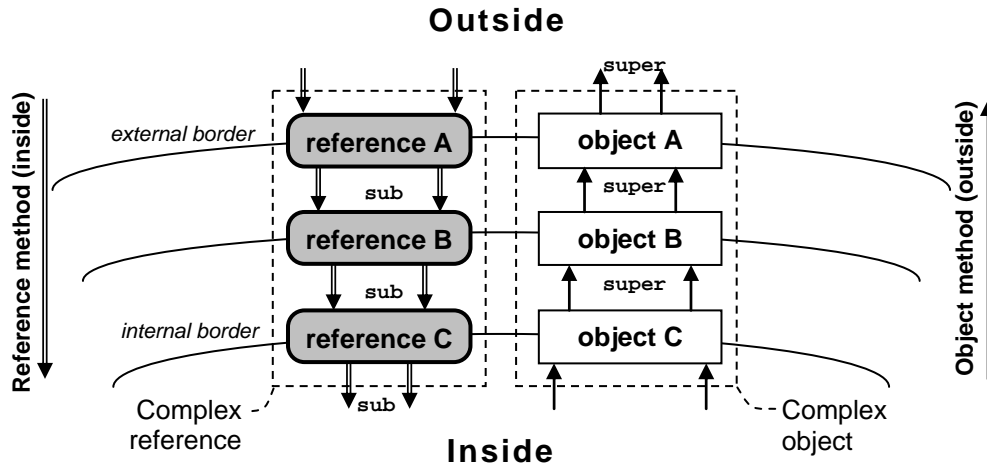 Outside
super
external border
reference A
object A
sub
super
reference B
object B
sub
super
internal border
reference C
object C
sub
Complex
reference
Complex
object
Inside
Reference method (inside)
Object method (outside)